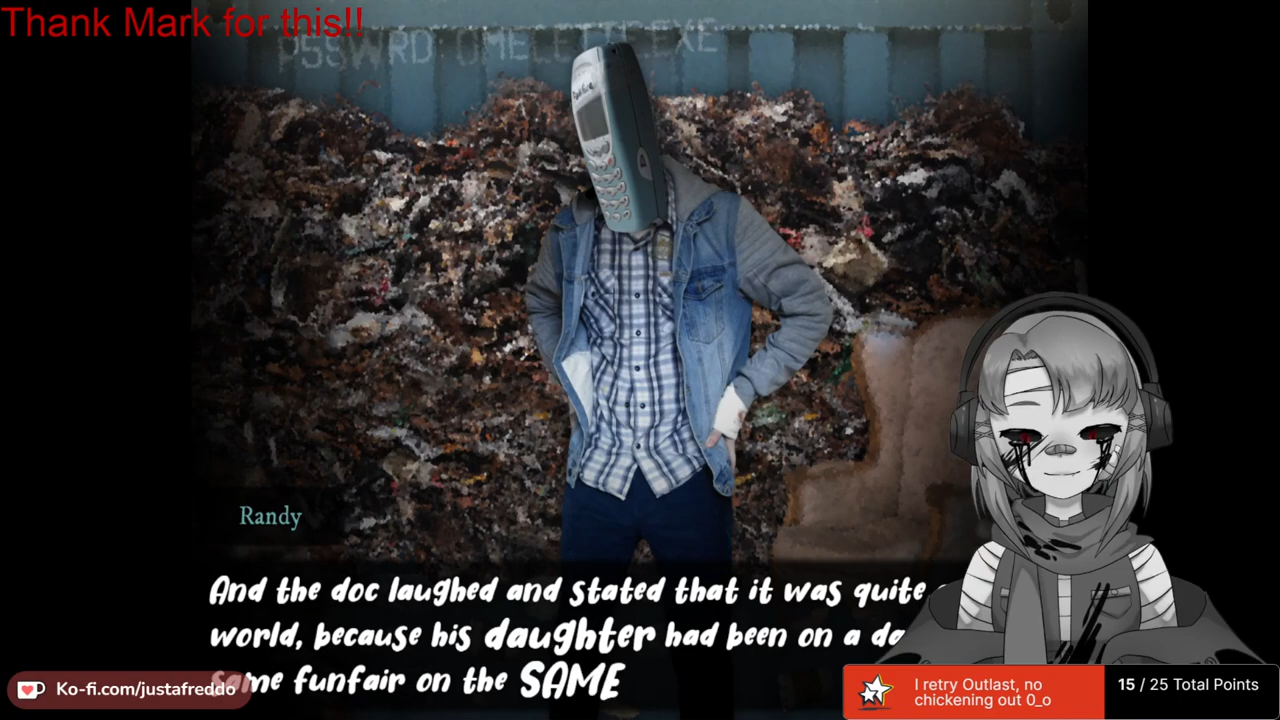 Thank Mark for this!!
P55WRD: OMELETTE.EXE
Randy
And the doc laughed and stated that it was quite
world, because his daughter had been on a da
Same funfair on the SAME
Ko-fi.com/justafreddo
I retry Outlast, no
chickening out 0_o
15 / 25 Total Points